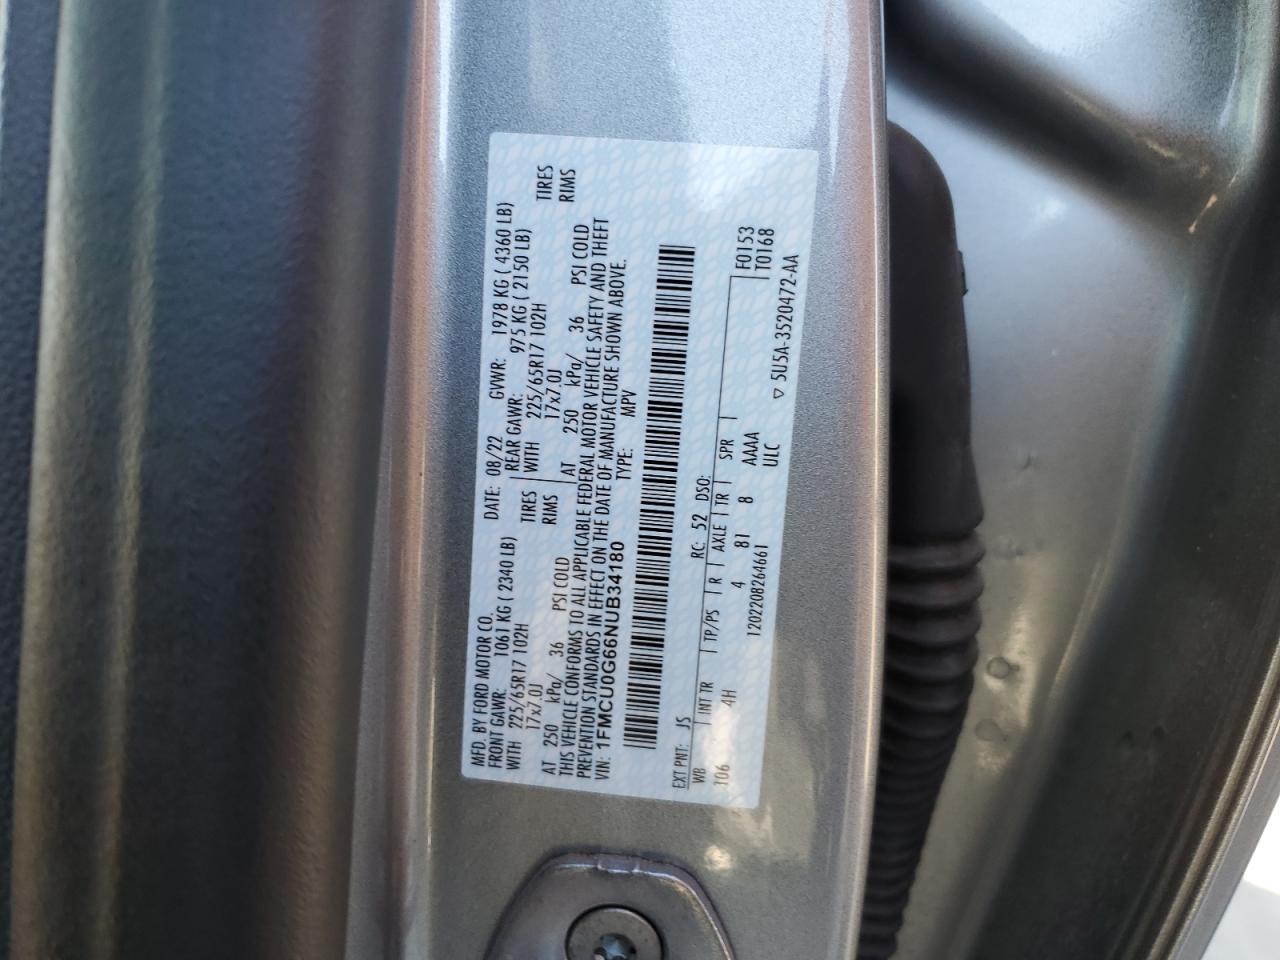 MFD. BY FORD MOTOR CO.
DATE: 08/22 GVWR: 1978 KG ( 4360 LB)
FRONT GAWR: 1061 KG ( 2340 LB) REAR GAWR: 975 KG ( 2150 LB)
WITH 225/65R17 102H TIRES WITH 225/65R17 102H TIRES
17x7.0J RIMS 17x7.0J RIMS
AT 250 kPa/ 36 PSI COLD AT 250 kPa/ 36 PSI COLD
THIS VEHICLE CONFORMS TO ALL APPLICABLE FEDERAL MOTOR VEHICLE SAFETY AND THEFT
PREVENTION STANDARDS IN EFFECT ON THE DATE OF MANUFACTURE SHOWN ABOVE.
VIN: 1FMCU0G66NUB34180 TYPE: MPV
EXT PNT: JS RC: 52 DSO:
WB INT TR TP/PS R AXLE TR SPR
T06 4H 4 81 8 AAAA F0153
1202208264661 ULC T0168
▽ 5U5A-3520472-AA